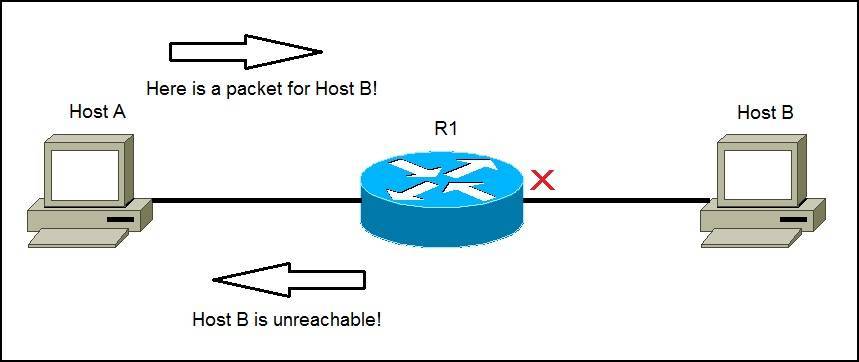 Here is a packet for Host B!
Host A
R1
Host B
Host B is unreachable!